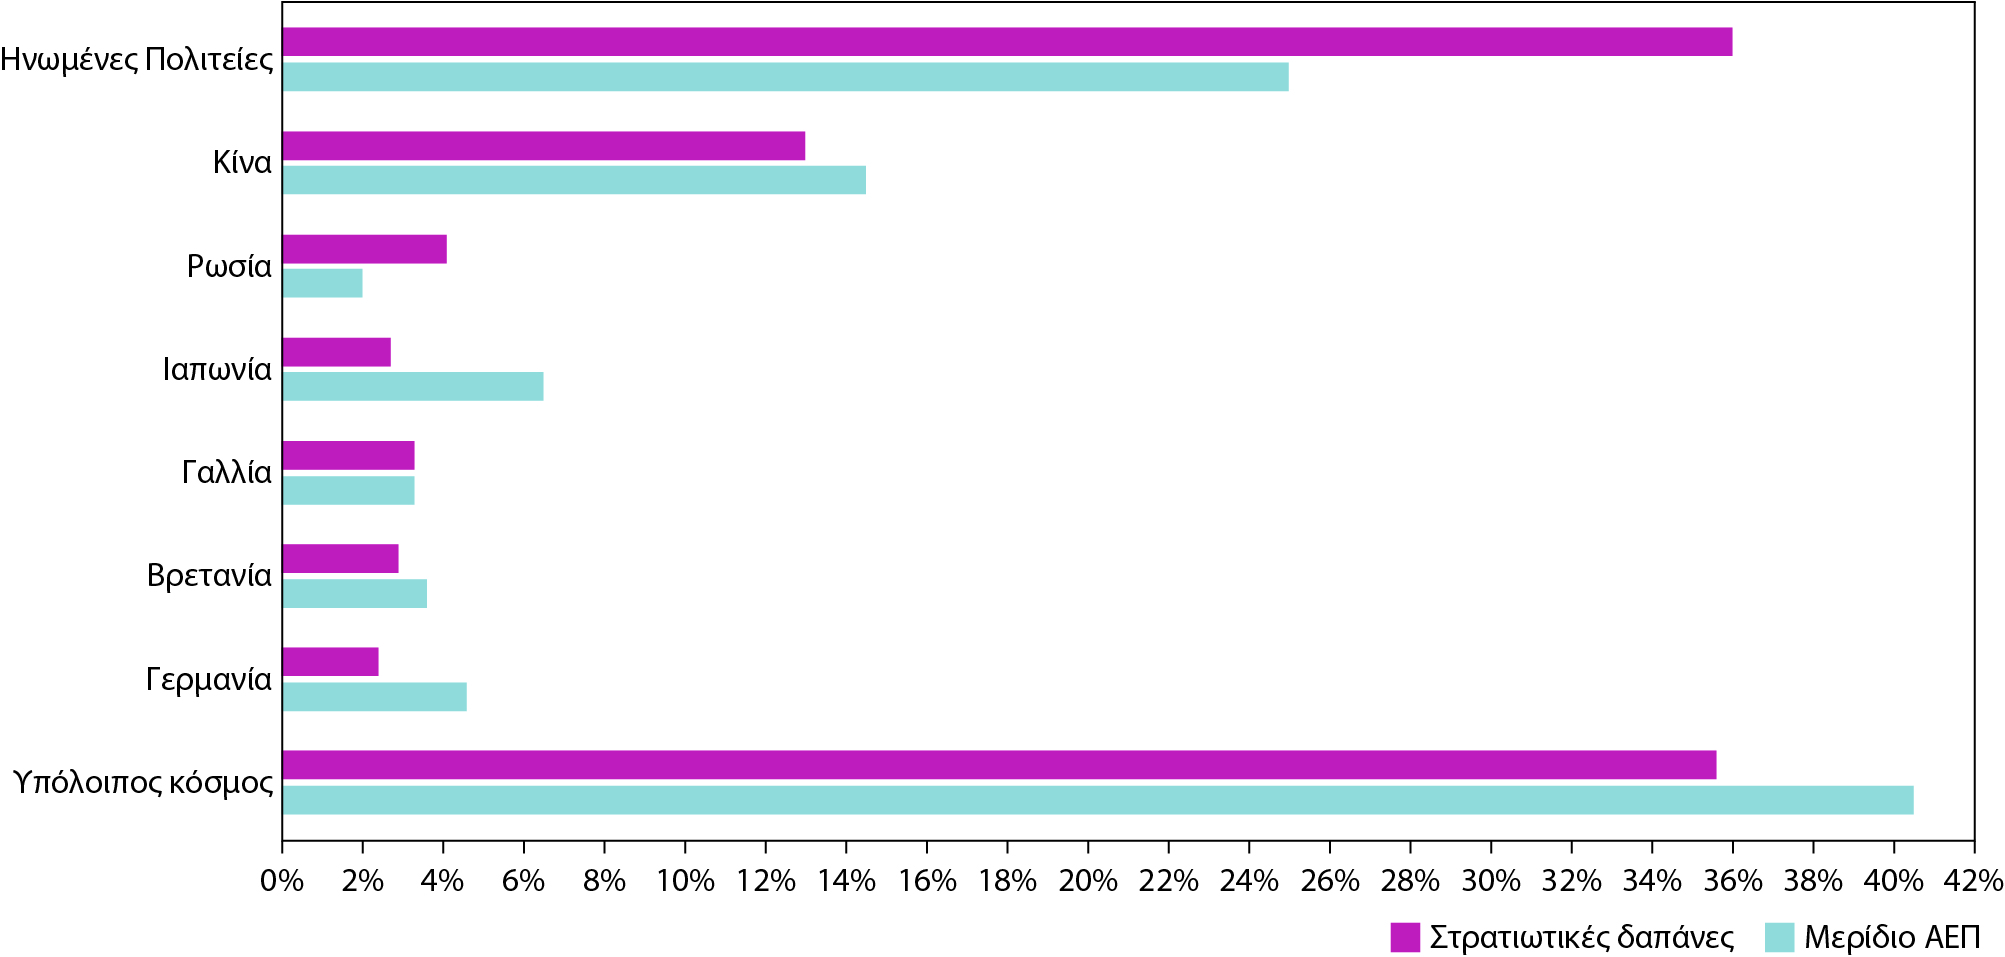 Ηνωμένες Πολιτείες
Κίνα
Ρωσία
Ιαπωνία
Γαλλία
Βρετανία
Γερμανία
Υπόλοιπος κόσμος
0% 2% 4% 6% 8% 10% 12% 14% 16% 18% 20% 22% 24% 26% 28% 30% 32% 34% 36% 38% 40% 42%
Στρατιωτικές δαπάνες Μερίδιο ΑΕΠ